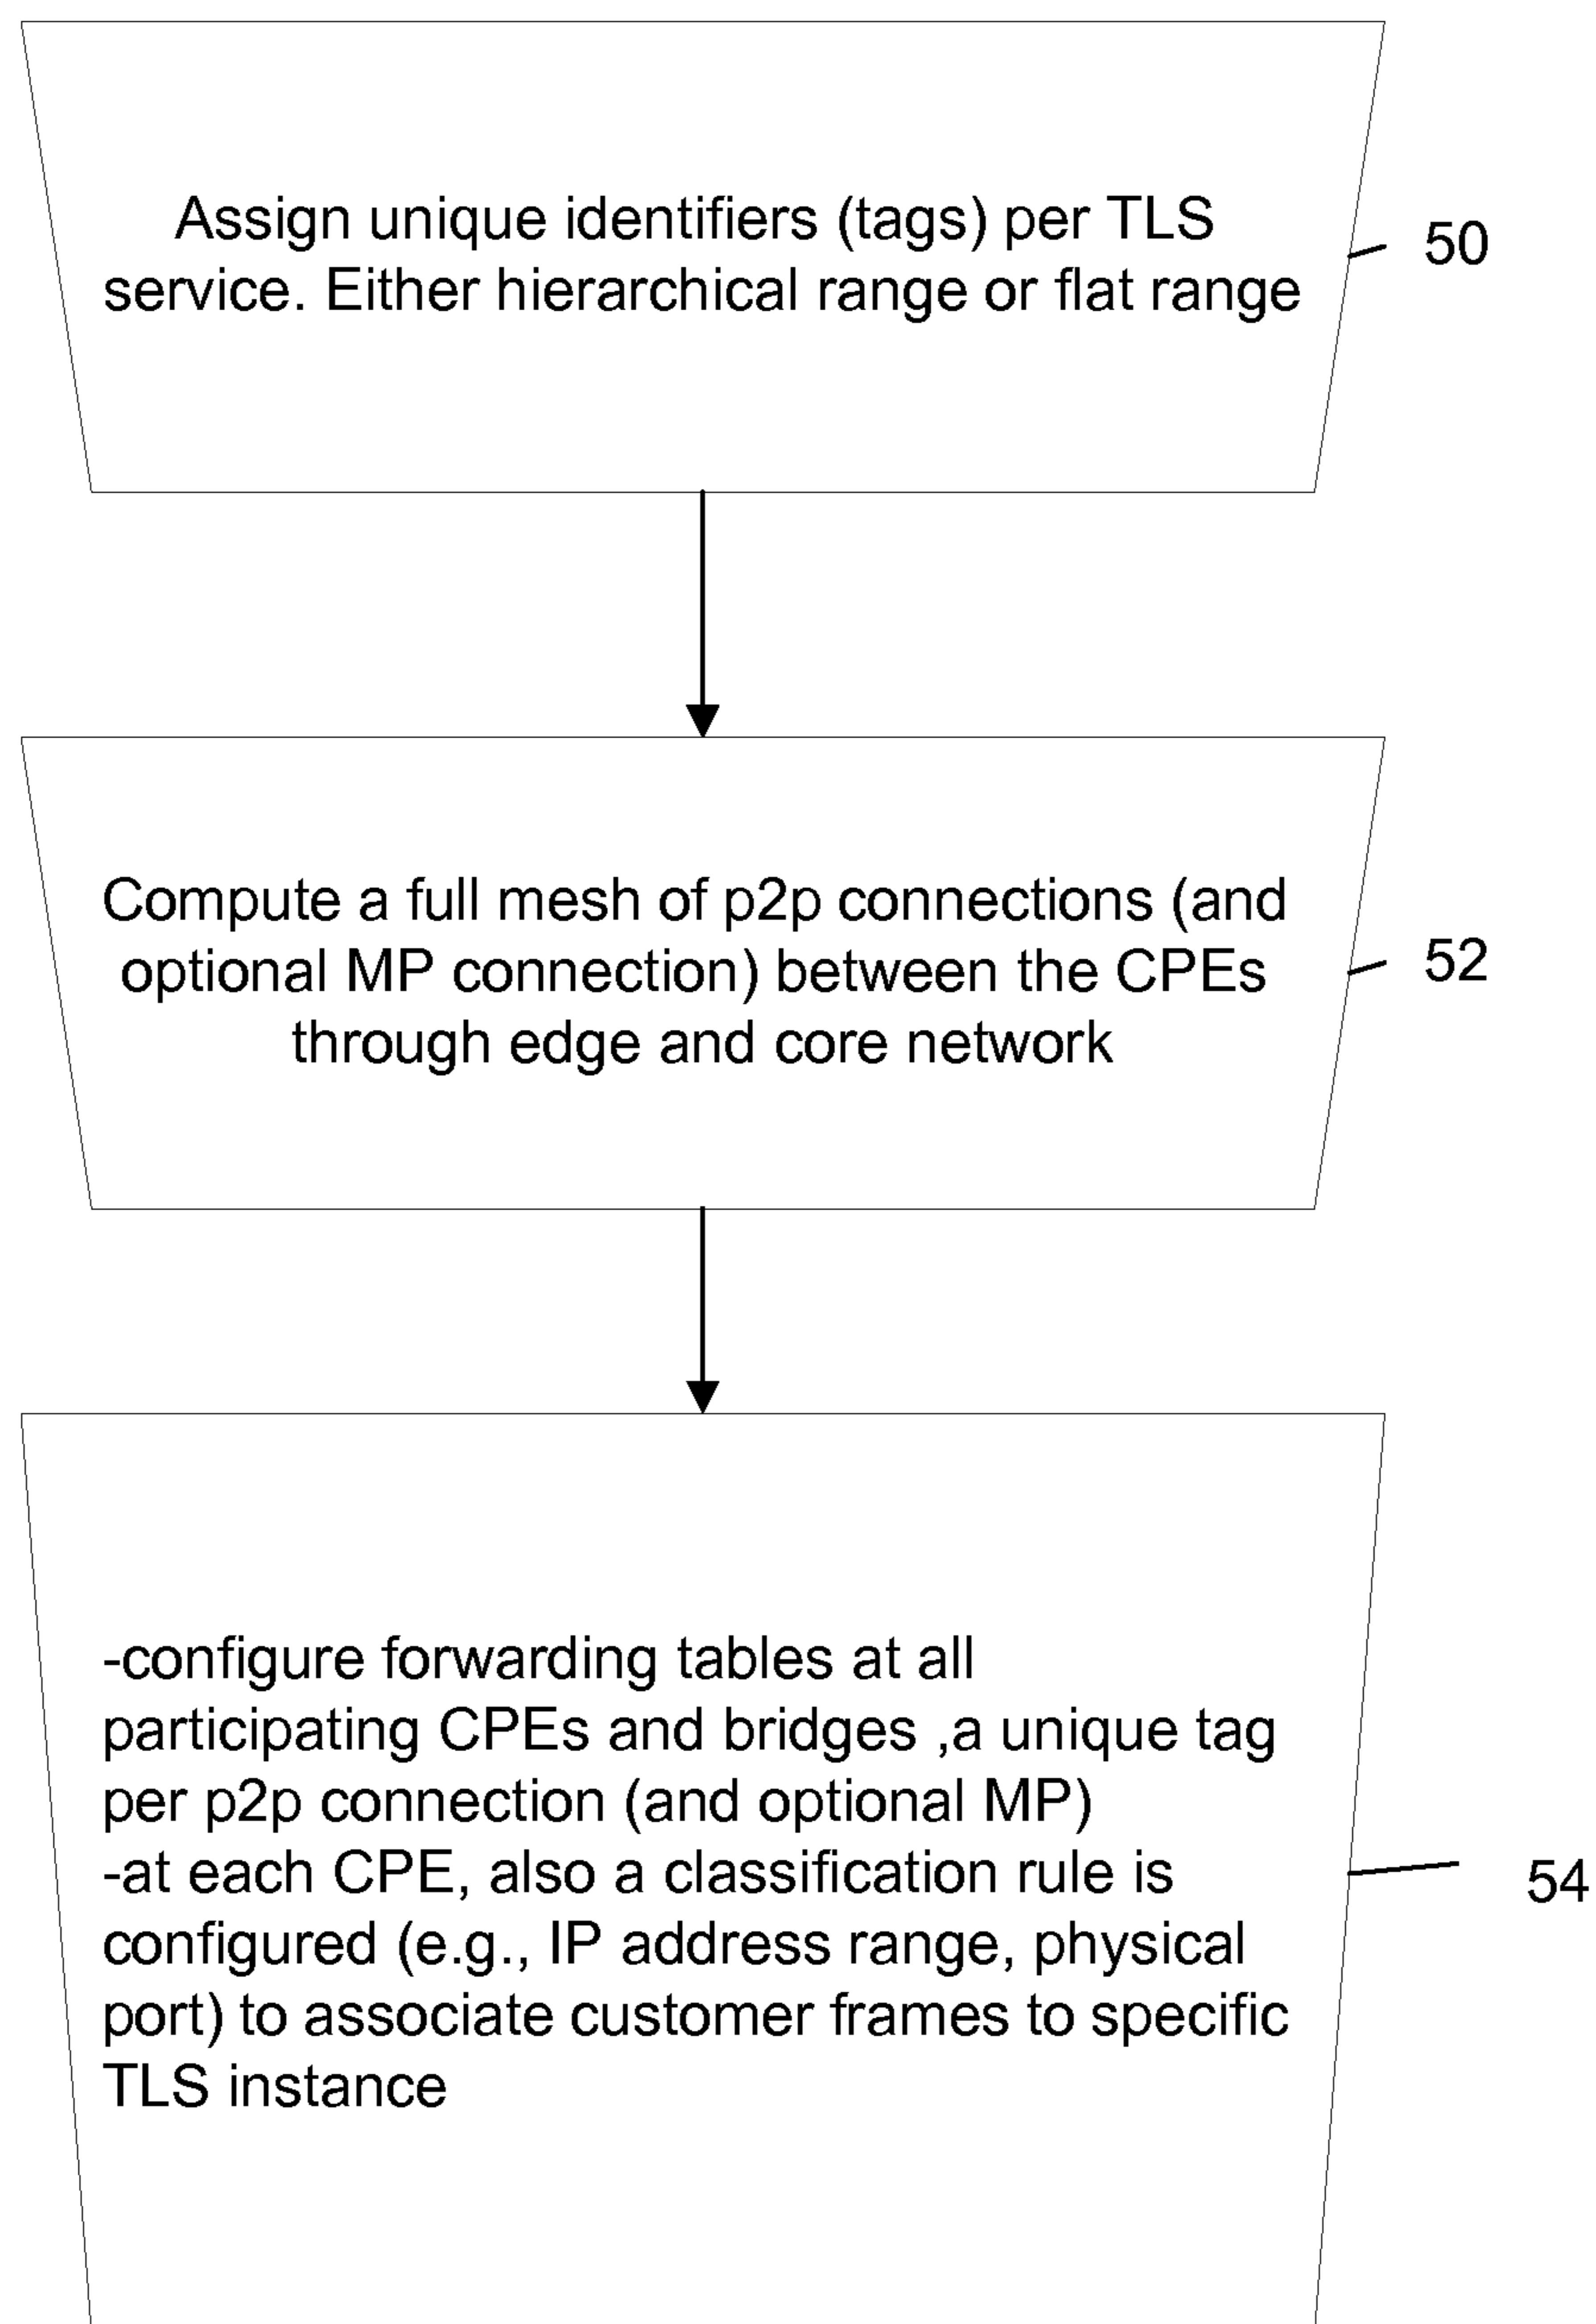 Assign unique identifiers (tags) per TLS
service. Either hierarchical range or flat range
50
Compute a full mesh of p2p connections (and
optional MP connection) between the CPEs
through edge and core network
52
-configure forwarding tables at all
participating CPEs and bridges ,a unique tag
per p2p connection (and optional MP)
-at each CPE, also a classification rule is
configured (e.g., IP address range, physical
port) to associate customer frames to specific
TLS instance
54